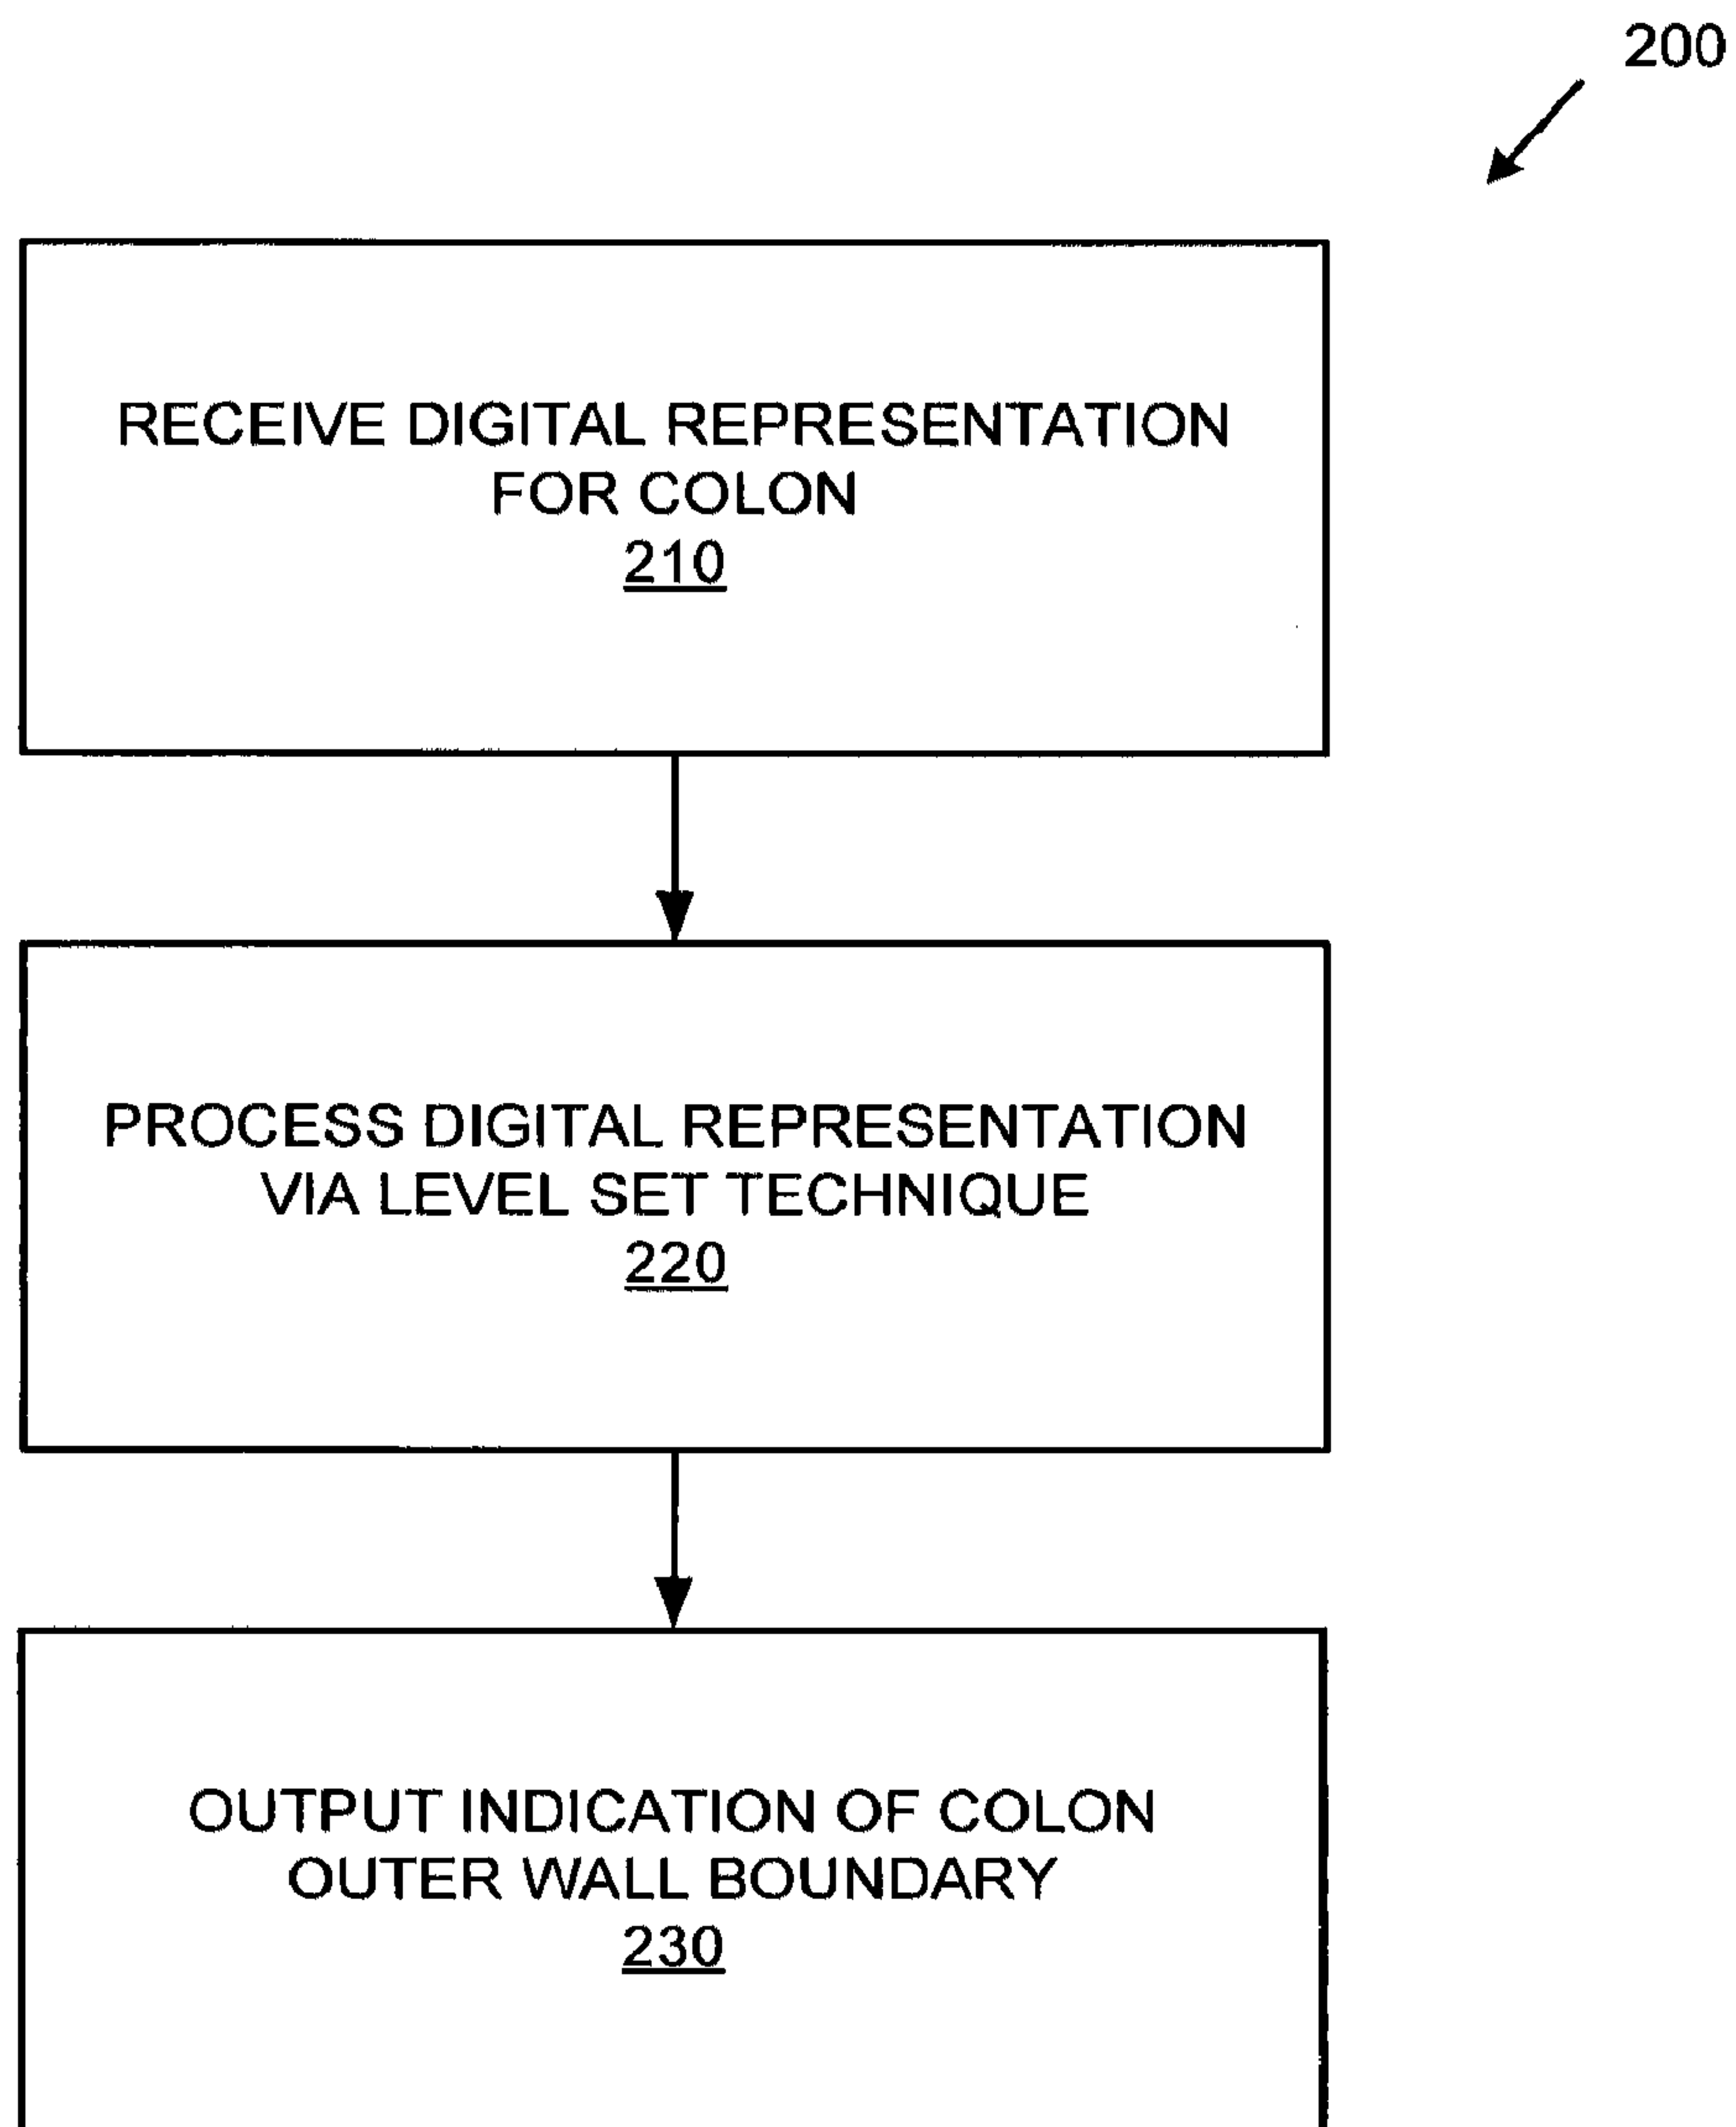 200
RECEIVE DIGITAL REPRESENTATION
FOR COLON
210
PROCESS DIGITAL REPRESENTATION
VIA LEVEL SET TECHNIQUE
220
OUTPUT INDICATION OF COLON
OUTER WALL BOUNDARY
230